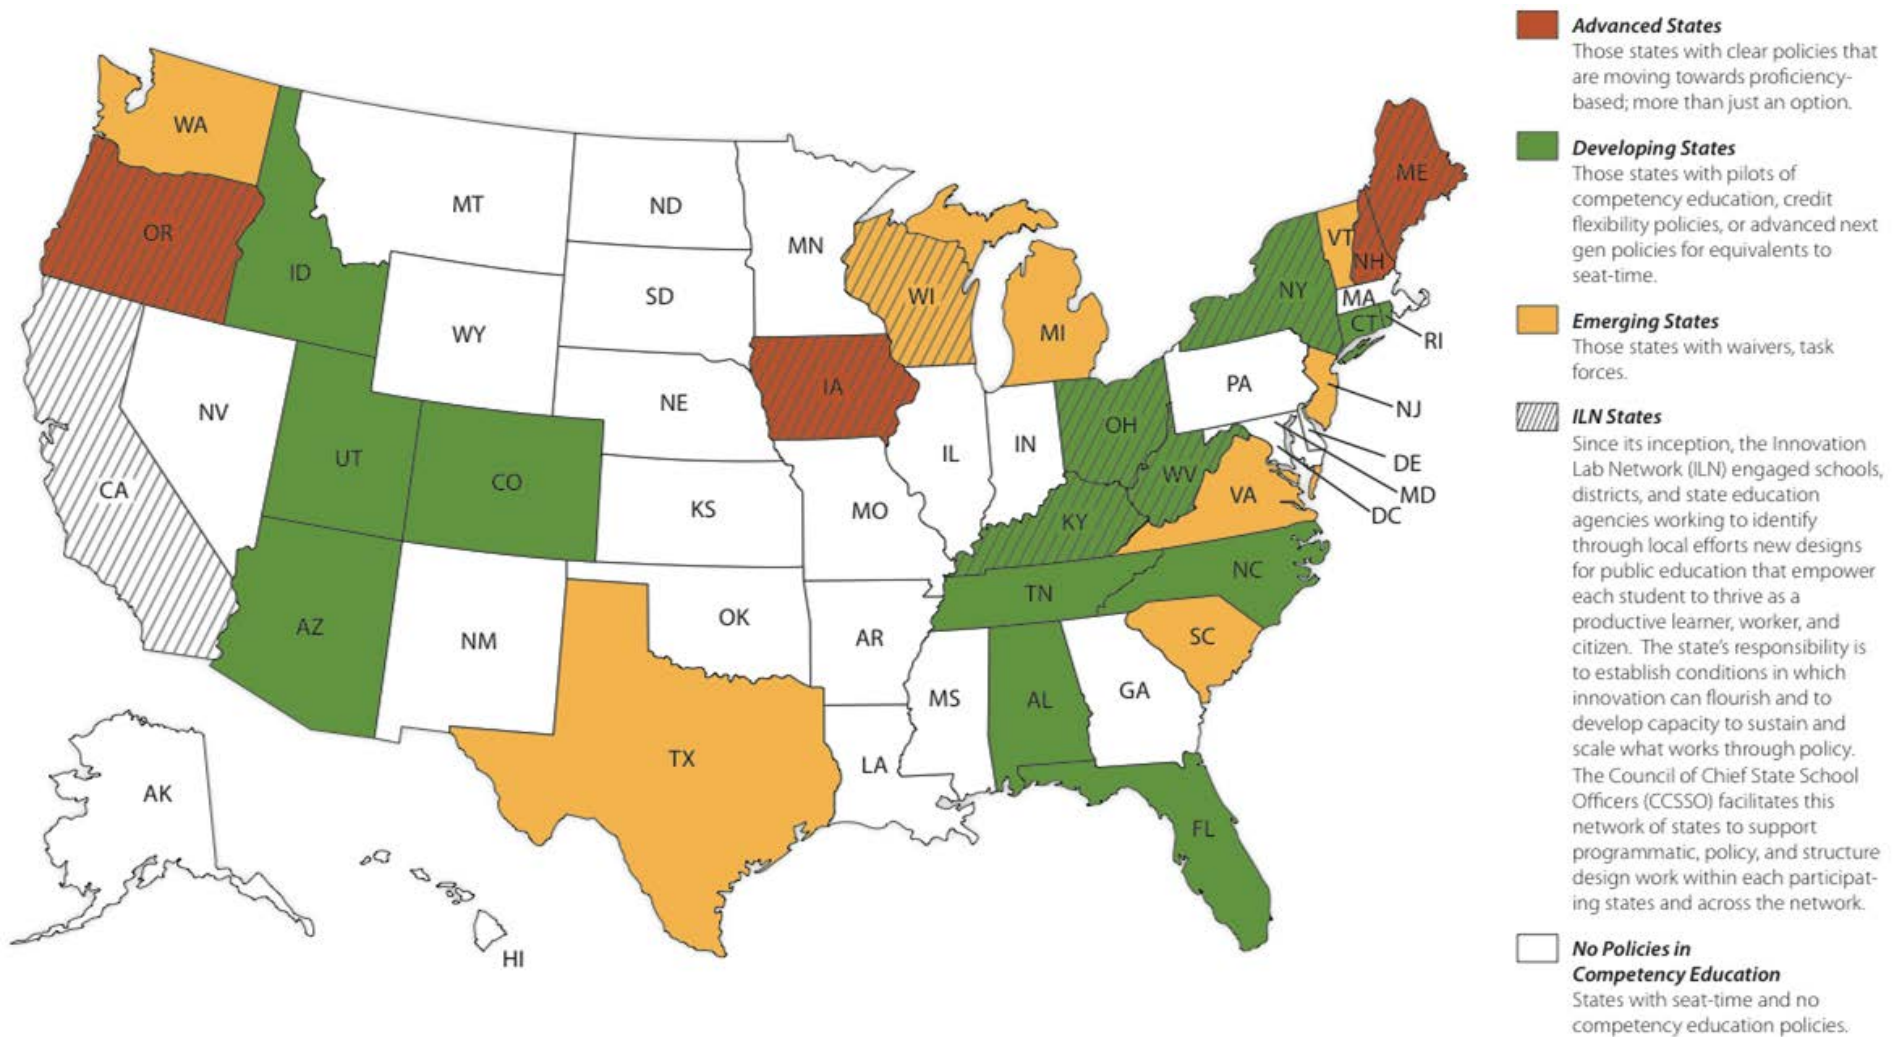 WA
OR
CA
NV
ID
MT
WY
UT
AZ
CO
NM
ND
SD
NE
KS
OK
TX
MN
IA
MO
AR
LA
WI
IL
MI
IN
OH
KY
TN
MS
AL
GA
FL
SC
NC
VA
WV
PA
NY
VT
NH
ME
MA
CT
RI
NJ
DE
MD
DC
AK
HI
Advanced States
Those states with clear policies that
are moving towards proficiency-
based; more than just an option.
Developing States
Those states with pilots of
competency education, credit
flexibility policies, or advanced next
gen policies for equivalents to
seat-time.
Emerging States
Those states with waivers, task
forces.
ILN States
Since its inception, the Innovation
Lab Network (ILN) engaged schools,
districts, and state education
agencies working to identify
through local efforts new designs
for public education that empower
each student to thrive as a
productive learner, worker, and
citizen. The state's responsibility is
to establish conditions in which
innovation can flourish and to
develop capacity to sustain and
scale what works through policy.
The Council of Chief State School
Officers (CCSSO) facilitates this
network of states to support
programmatic, policy, and structure
design work within each participat-
ing states and across the network.
No Policies in
Competency Education
States with seat-time and no
competency education policies.